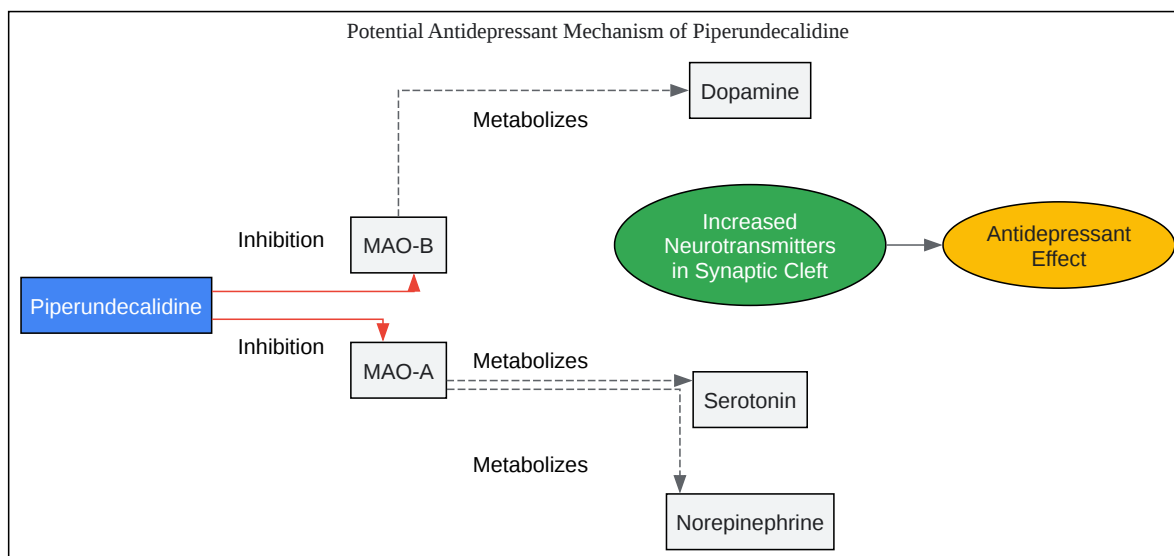 Potential Antidepressant Mechanism of Piperundecalidine
Dopamine
Metabolizes
Increased
Neurotransmitters
in Synaptic Cleft
Antidepressant
Effect
Inhibition
MAO-B
Piperundecalidine
Inhibition
MAO-A
Metabolizes
Serotonin
Metabolizes
Norepinephrine